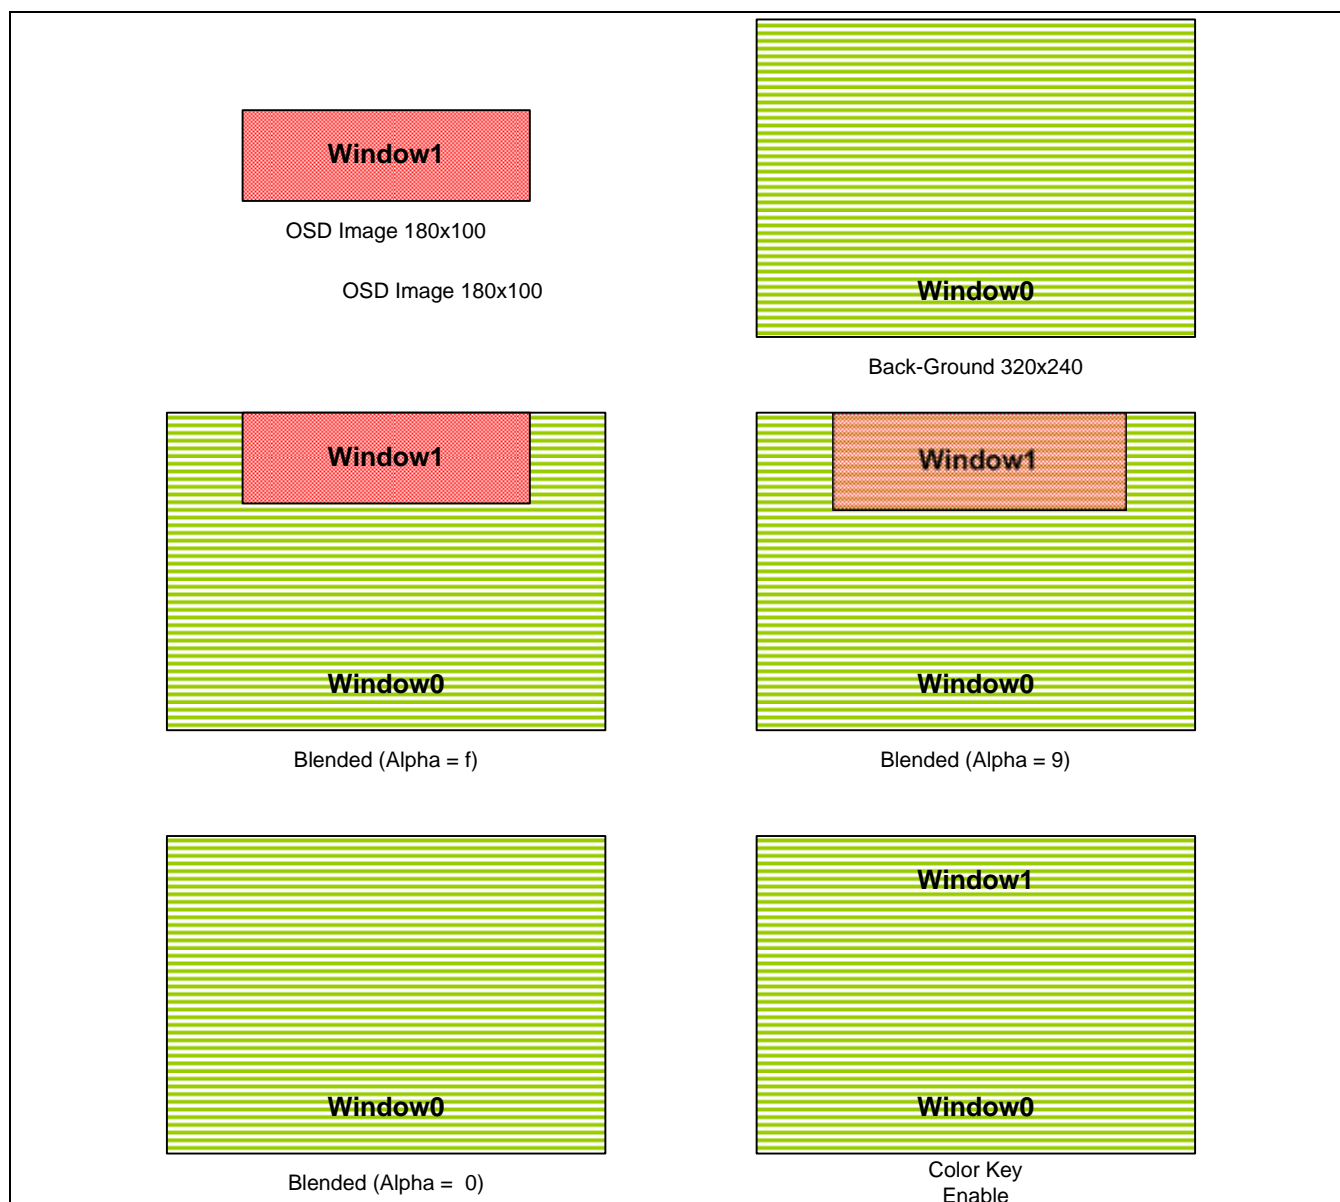 Window1
OSD Image 180x100
OSD Image 180x100
Window0
Back-Ground 320x240
Window1
Window0
Blended (Alpha = f)
Window1
Window0
Blended (Alpha = 9)
Window0
Blended (Alpha =  0)
Window1
Window0
Color Key
Enable